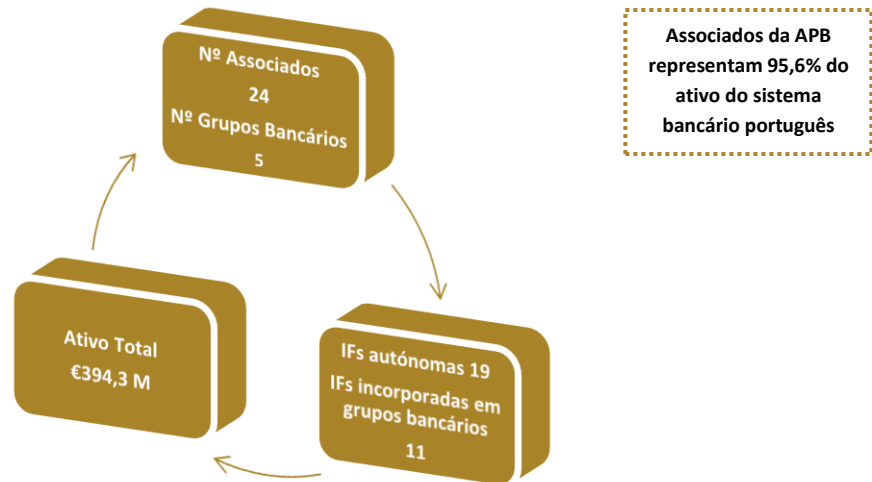 Nº Associados
24
Nº Grupos Bancários
5
Associados da APB
representam 95,6% do
ativo do sistema
bancário português
Ativo Total
€394,3 M
IFs autónomas 19
IFs incorporadas em
grupos bancários
11